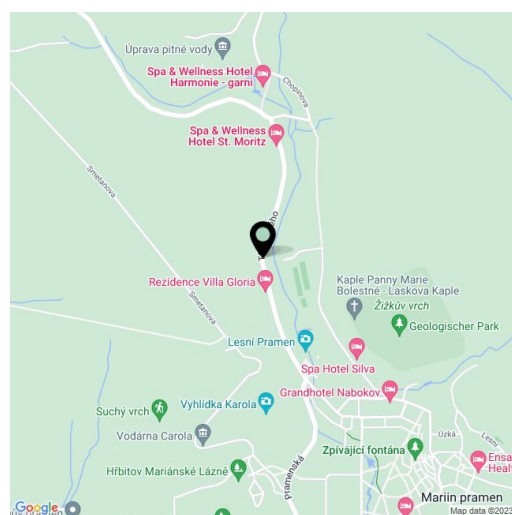 Úprava pitné vody
Spa & Wellness Hotel
Harmonie - garni
Chopinova
Spa & Wellness
Hotel St. Moritz
Smetanova
Rezidence Villa Gloria
Kaple Panny Marie
Bolestné - Laskova Kaple
Žižkův vrch
Geologischer Park
Smetanova
Lesní Pramen
Spa Hotel Silva
Grandhotel Nabokov
Vyhlídka Karola
Suchý vrch
Vodárna Carola
Úzká
Lesní
Zpívající fontána
Hřbitov Mariánské Lázně
Pramenská
Mariin pramen
Google
Map data ©2023